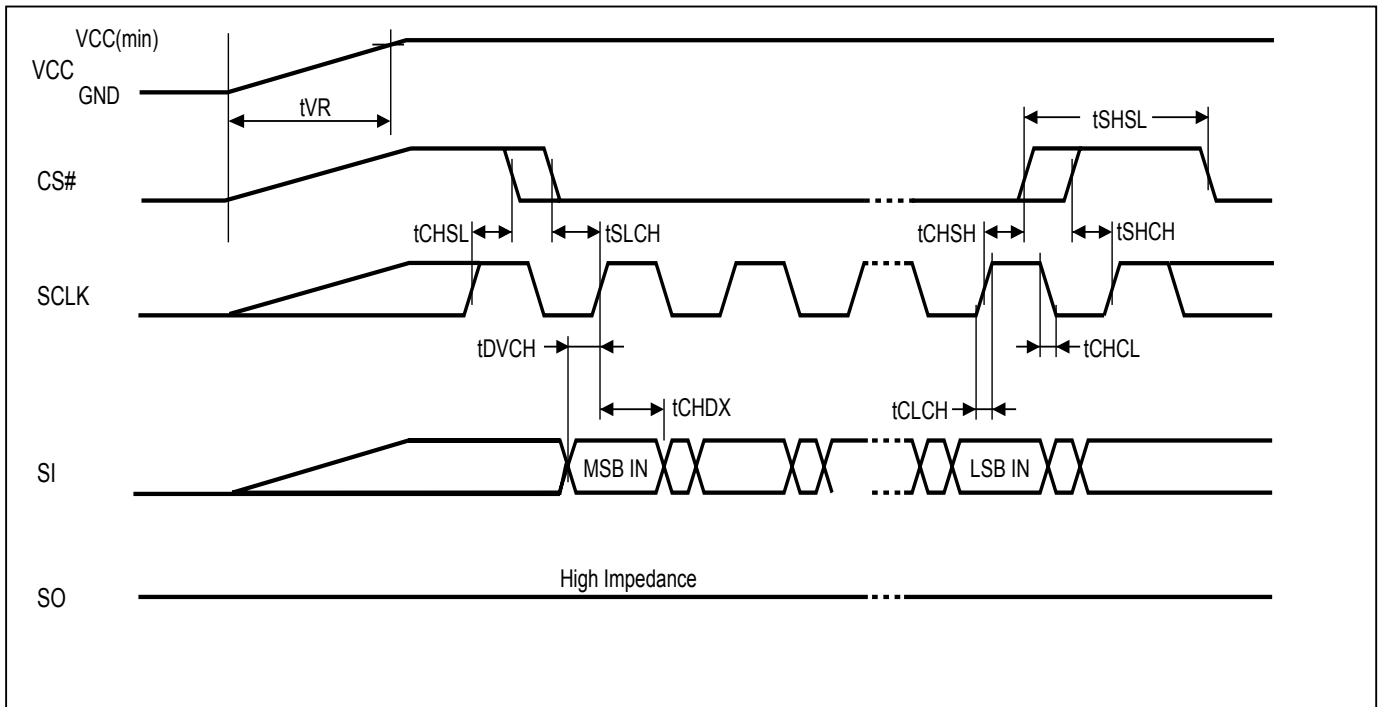 VCC(min)
VCC
GND
tVR
tSHSL
CS#
tCHSL
tSLCH
tCHSH
tSHCH
SCLK
tDVCH
tCHCL
tCHDX
tCLCH
SI
MSB IN
LSB IN
High Impedance
SO